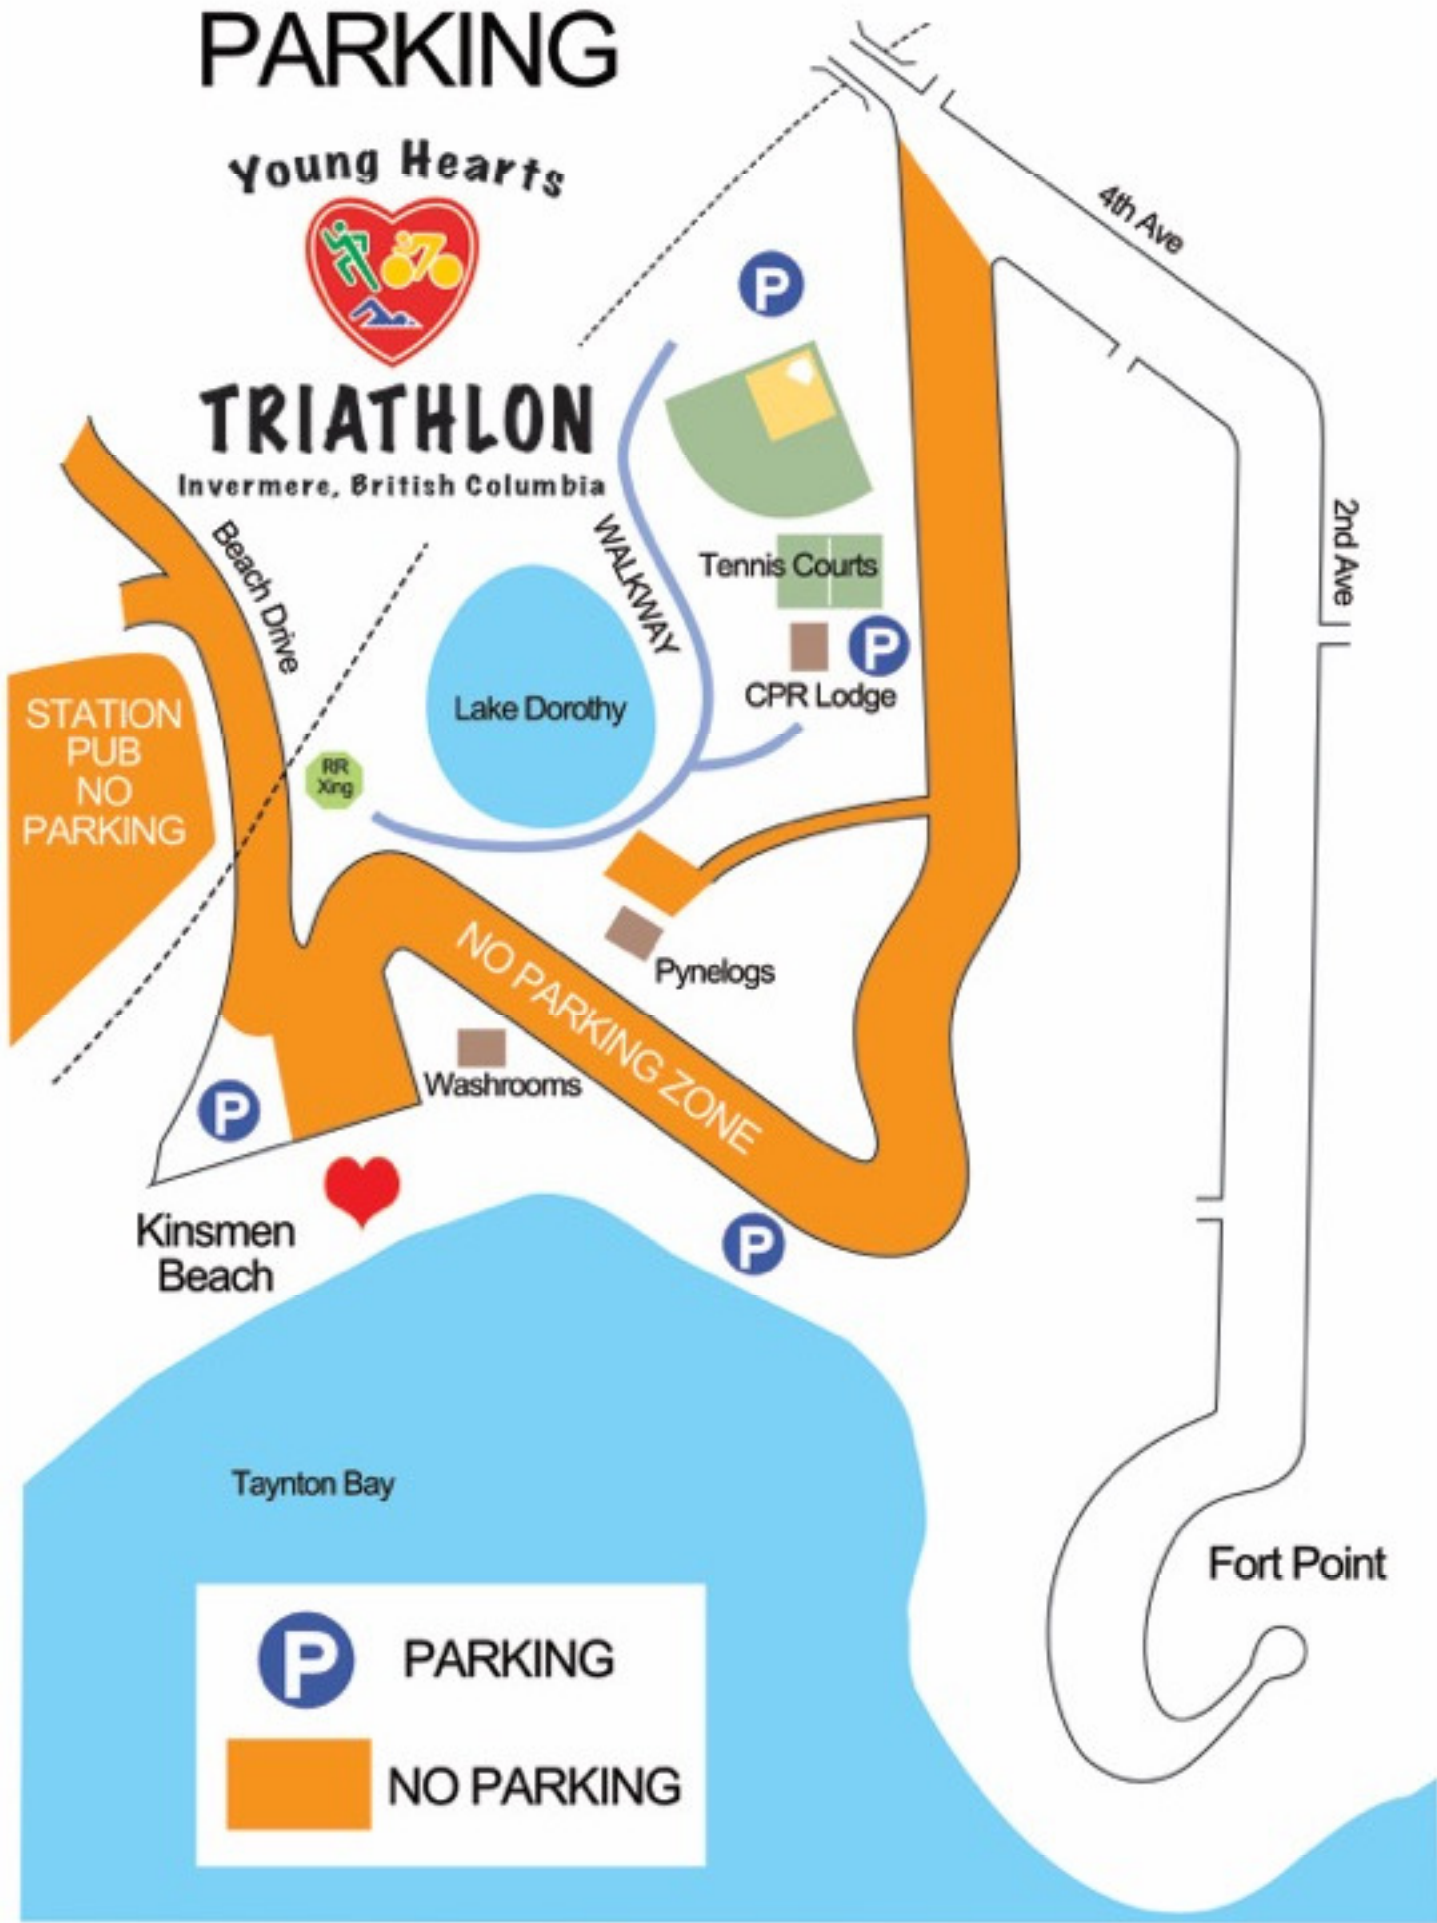 PARKING
Young Hearts
TRIATHLON
Invermere, British Columbia
4th Ave
P
2nd Ave
Beach Drive
WALKWAY
Tennis Courts
P
CPR Lodge
Lake Dorothy
STATION
PUB
NO
PARKING
RR
Xing
NO PARKING ZONE
Pynelogs
Washrooms
P
P
Kinsmen
Beach
Taynton Bay
Fort Point
P PARKING
NO PARKING